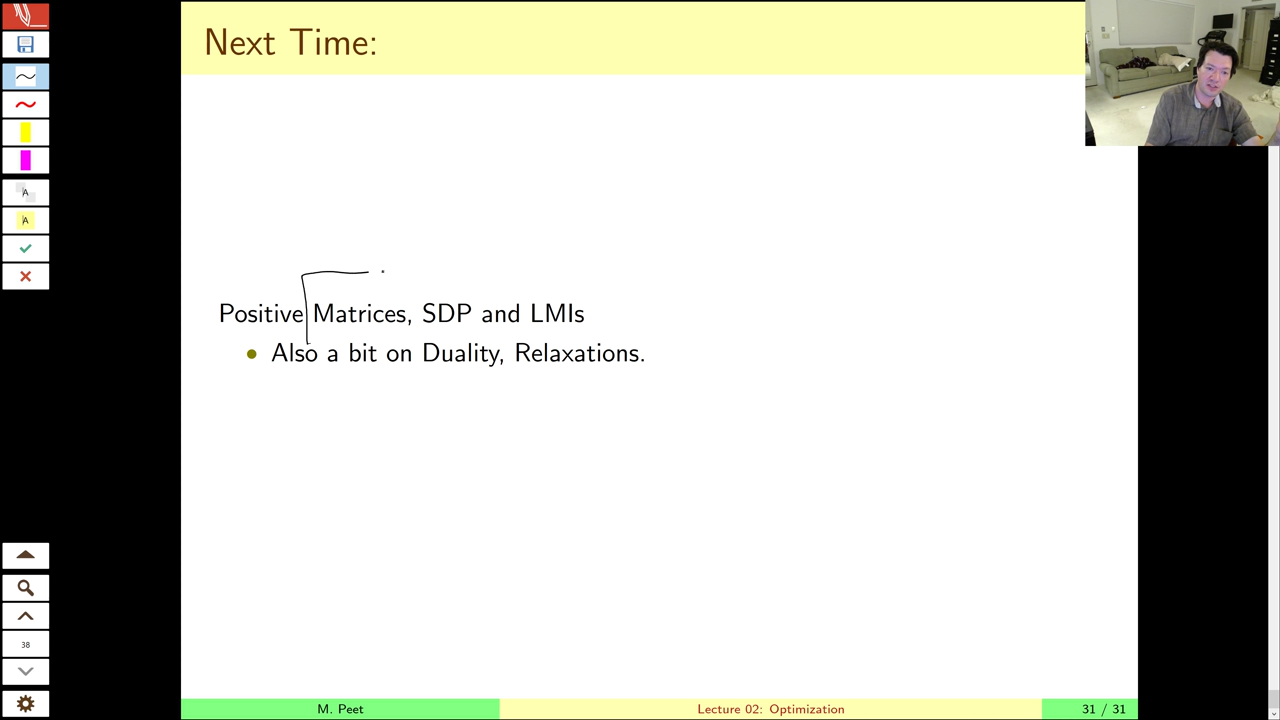 Next Time:
Positive Matrices, SDP and LMIs
Also a bit on Duality, Relaxations.
A
A
38
M. Peet
Lecture 02: Optimization
31 / 31